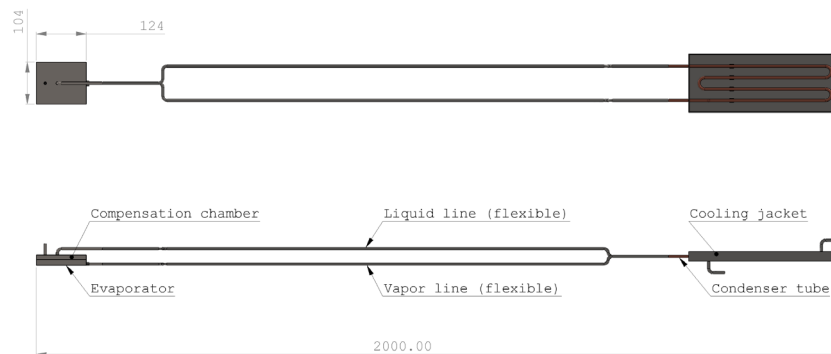 104
124
Compensation chamber
Liquid line (flexible)
Cooling jacket
Evaporator
Vapor line (flexible)
Condenser tube
2000.00